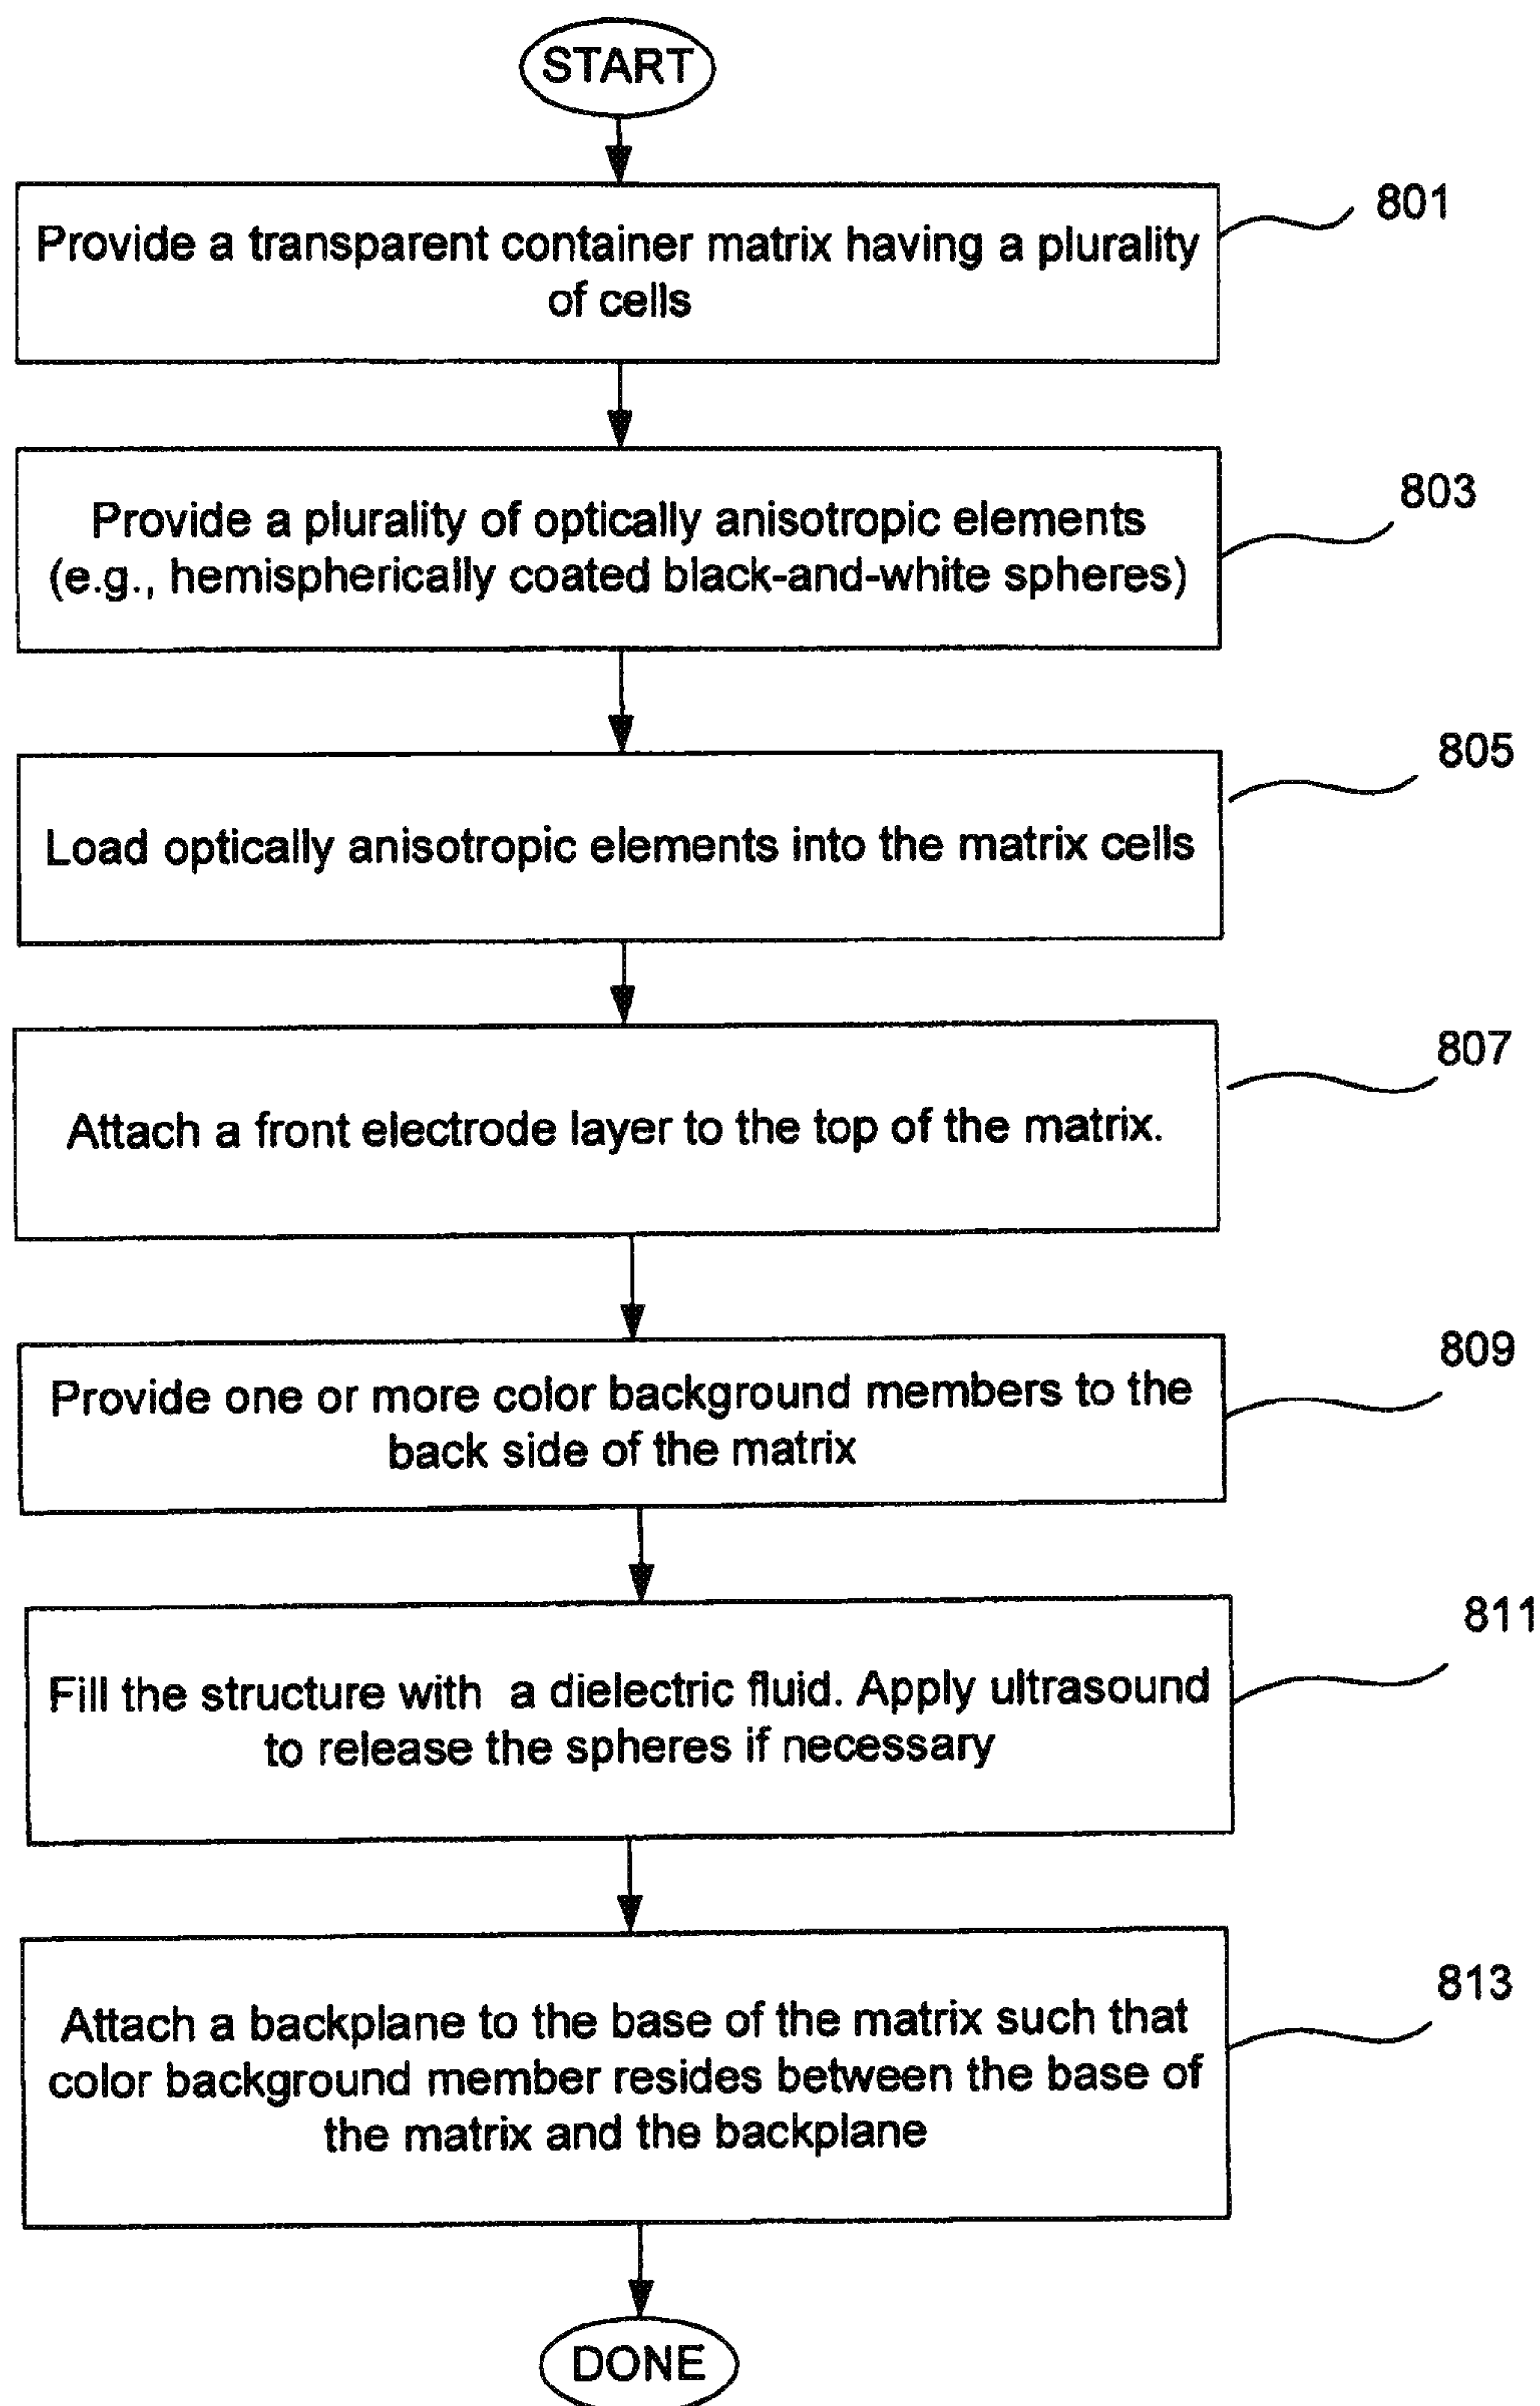 START
801
Provide a transparent container matrix having a plurality
of cells
803
Provide a plurality of optically anisotropic elements
(e.g., hemispherically coated black-and-white spheres)
805
Load optically anisotropic elements into the matrix cells
807
Attach a front electrode layer to the top of the matrix.
809
Provide one or more color background members to the
back side of the matrix
811
Fill the structure with a dielectric fluid. Apply ultrasound
to release the spheres if necessary
813
Attach a backplane to the base of the matrix such that
color background member resides between the base of
the matrix and the backplane
DONE